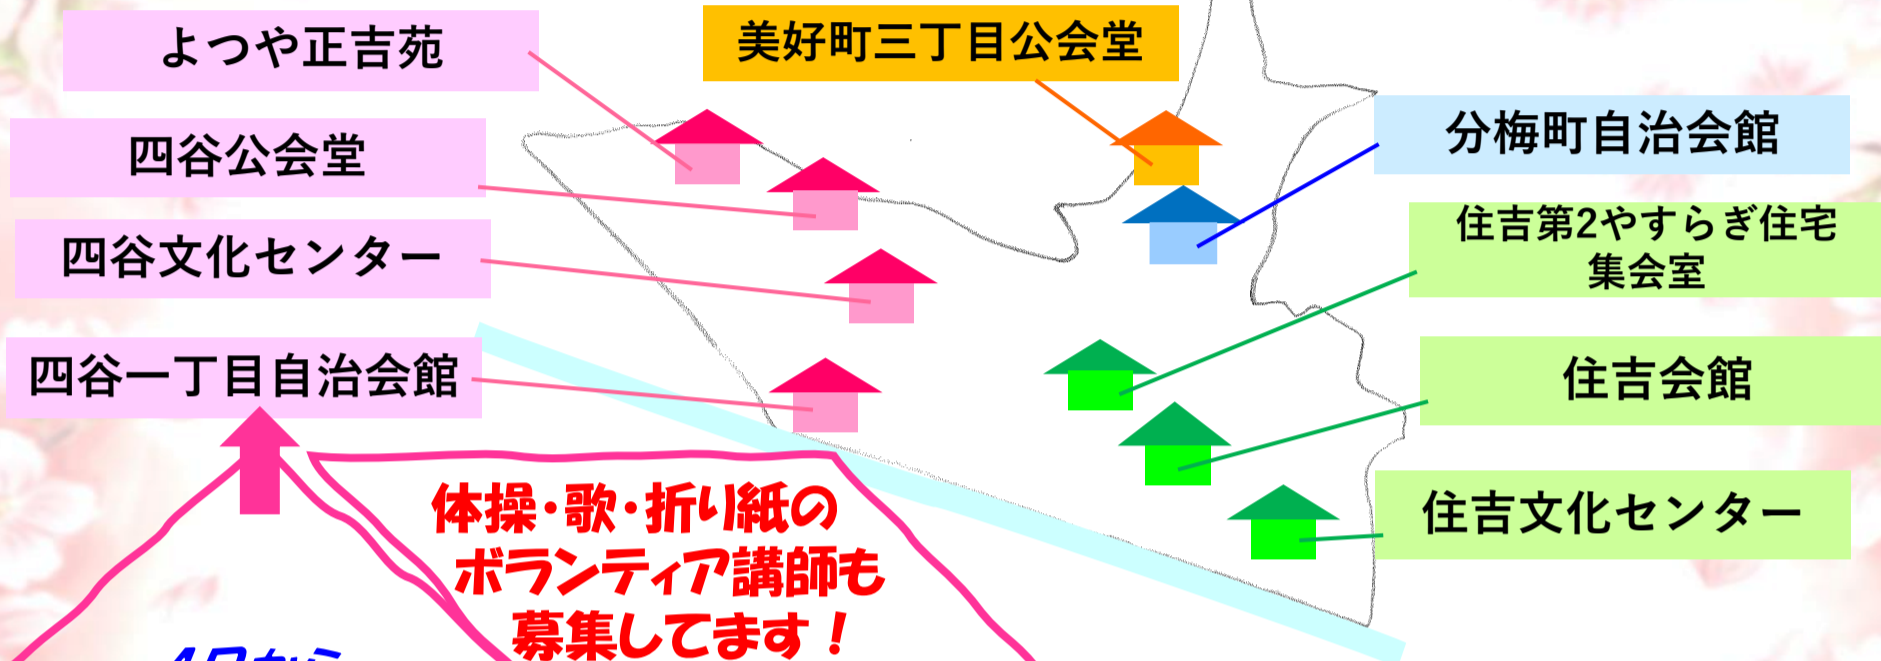 よつや正吉苑
美好町三丁目公会堂
四谷公会堂
分梅町自治会館
四谷文化センター
住吉第2やすらぎ住宅
集会室
四谷一丁目自治会館
住吉会館
住吉文化センター
体操・歌・折り紙の
ボランティア講師も
募集してます！
4月から